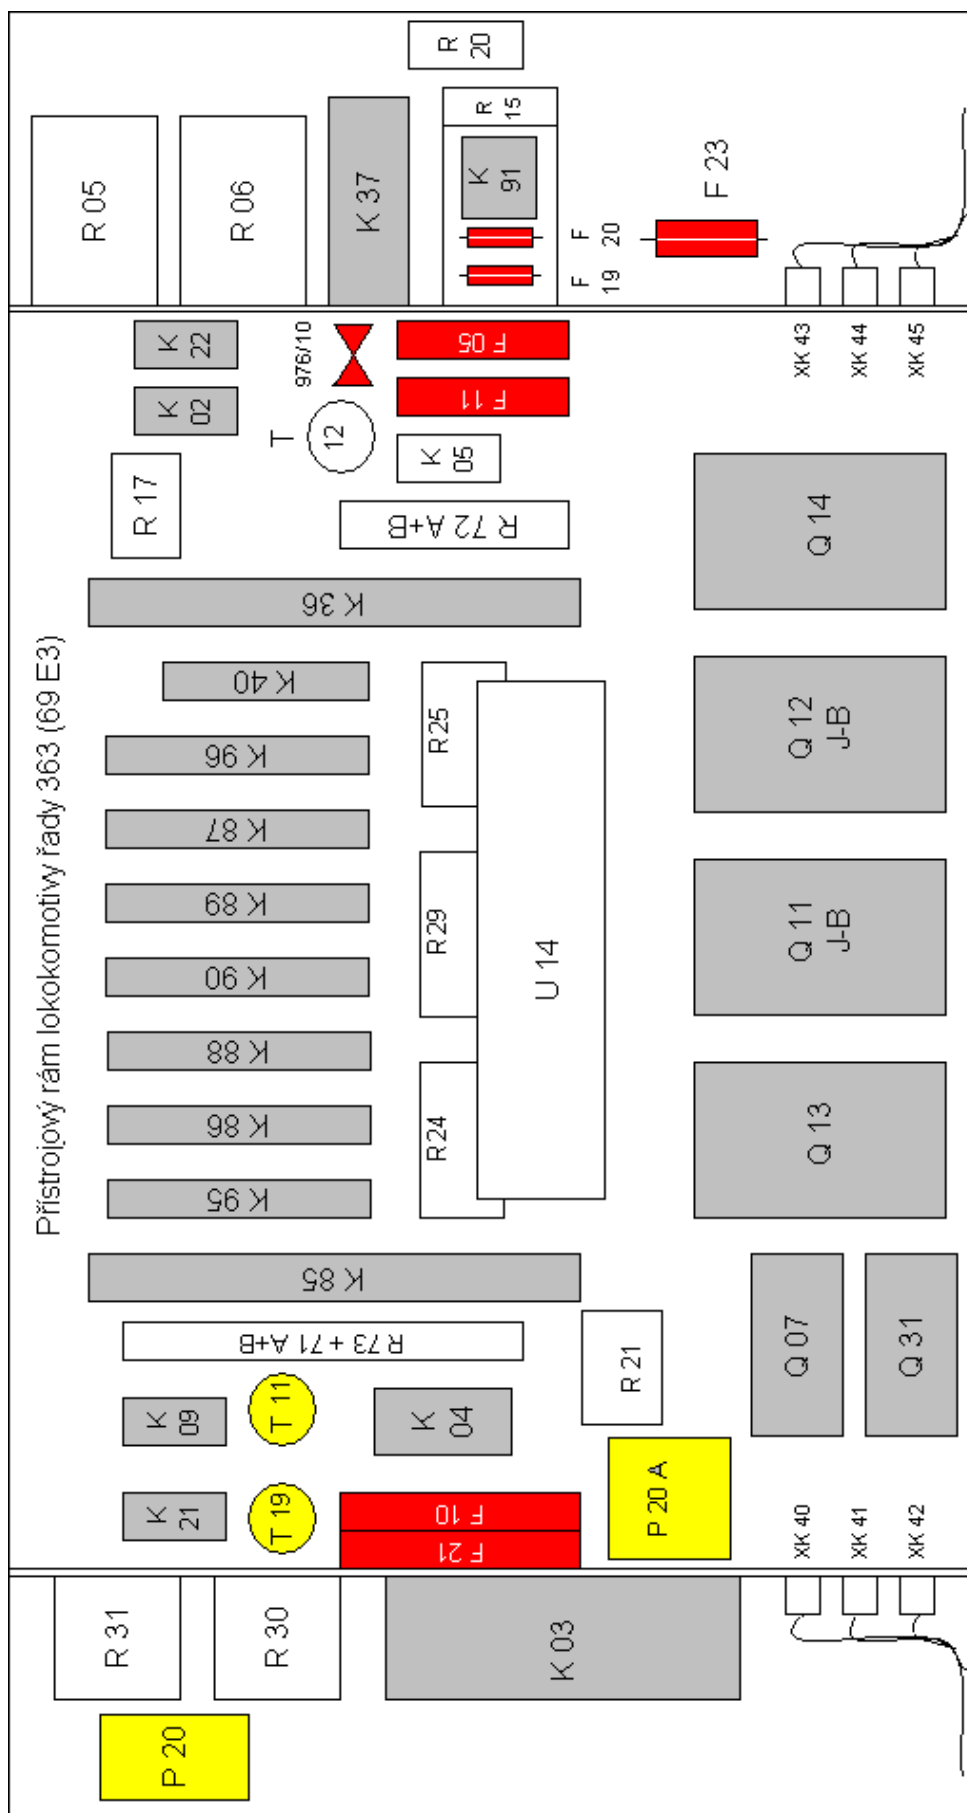 Přístrojový rám lokokomotivy řady 363 (69 E3)
P 20
R 31
R 30
K 03
K
21
K
09
T 19
T 11
F 21
F 10
K
04
P 20 A
R 21
R 73 + 71 A+B
K 85
XK 40
XK 41
XK 42
Q 07
Q 31
K 95
K 86
K 88
K 90
K 89
K 87
K 96
K 40
R24
R29
R25
U 14
Q 13
Q 11
J-B
Q 12
J-B
Q 14
K 36
R 17
R 72 A+B
K
02
K
22
T
12
976/10
K
05
F 11
F 05
XK 43
XK 44
XK 45
R 05
R 06
K 37
F
19
F
20
K
91
R
15
R
20
F 23